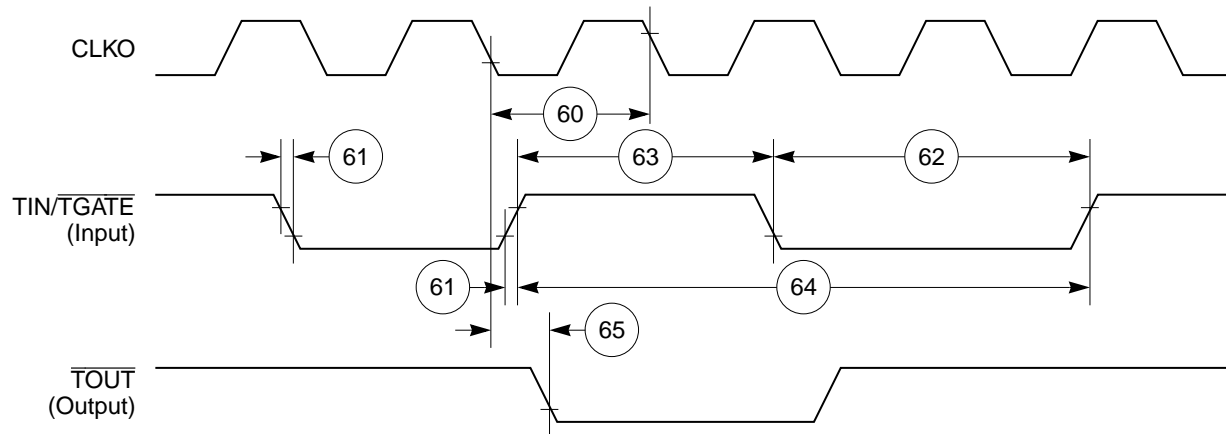 CLKO
60
61
63
62
TIN/TGATE
(Input)
61
64
65
TOUT
(Output)